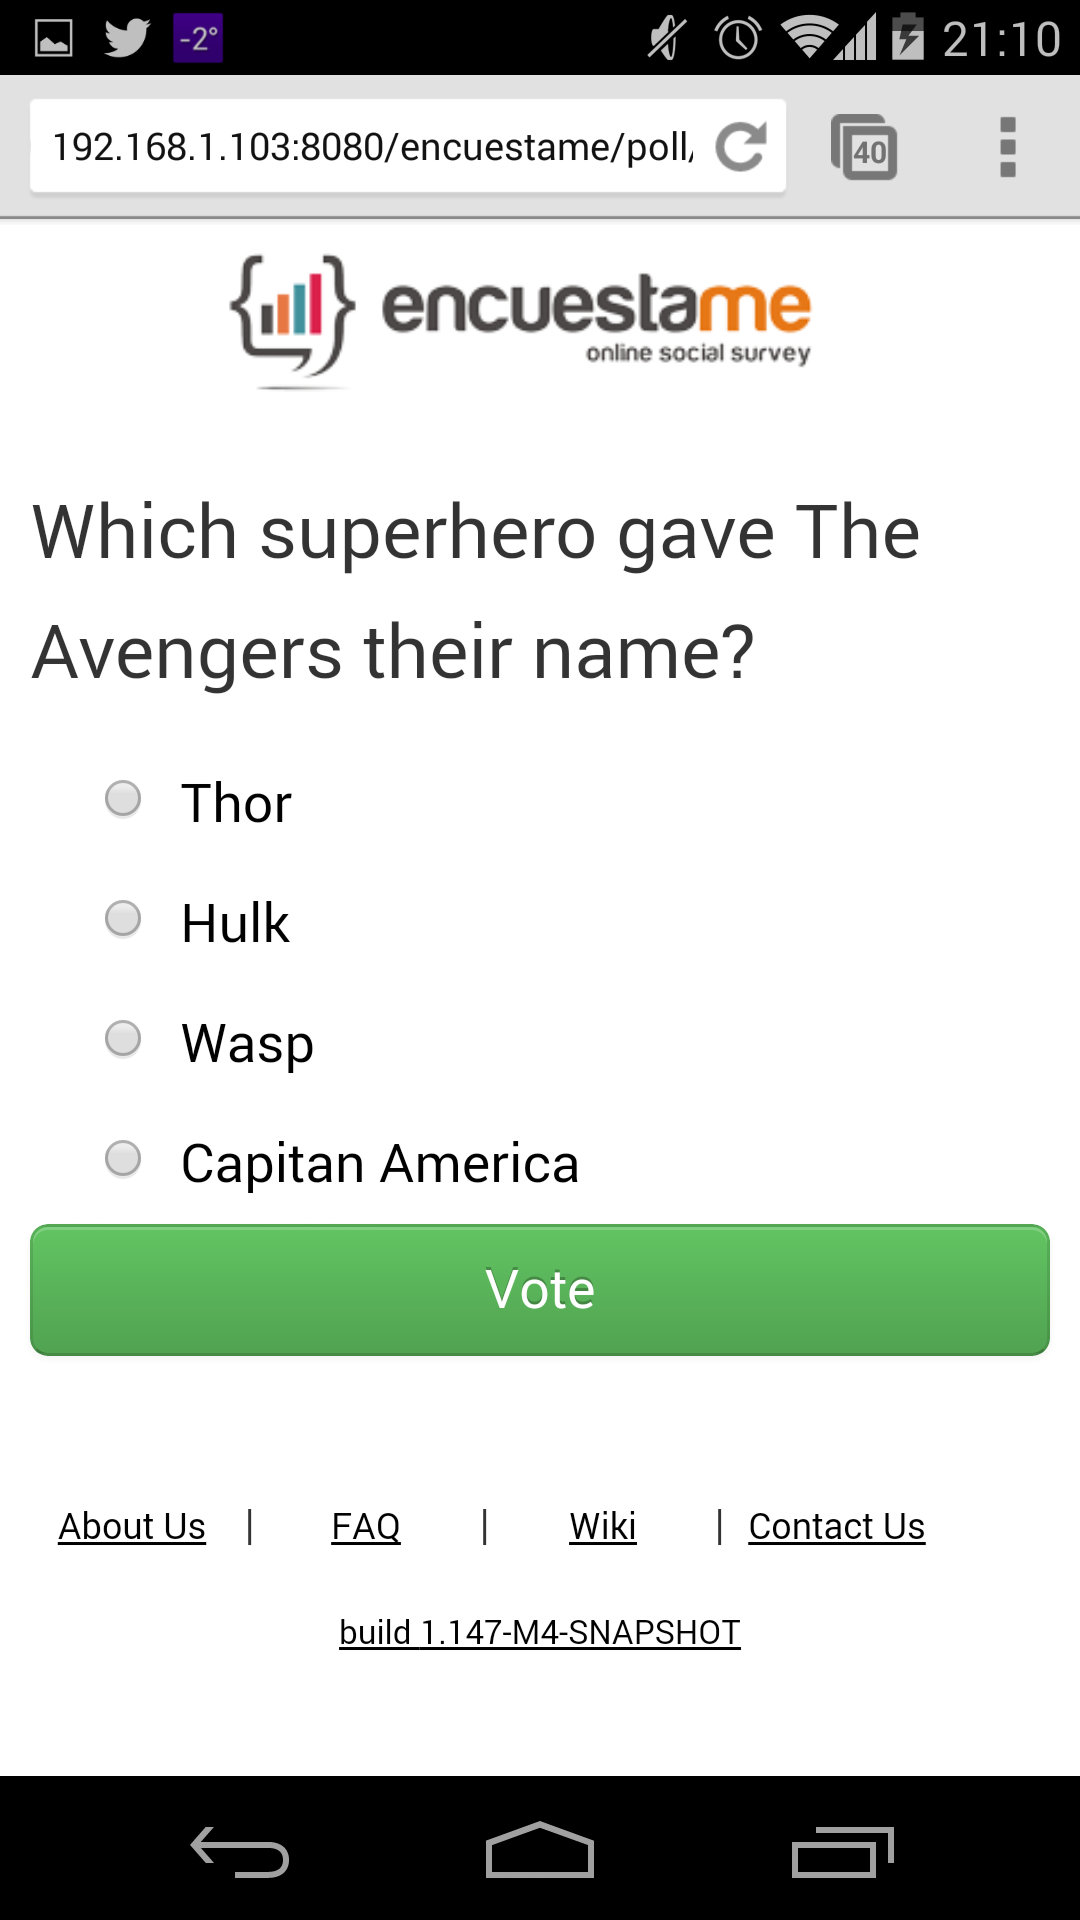 -2° 21:10
192.168.1.103:8080/encuestame/poll/ 40
encuestame
online social survey
Which superhero gave The
Avengers their name?
Thor
Hulk
Wasp
Capitan America
Vote
About Us | FAQ | Wiki | Contact Us
build 1.147-M4-SNAPSHOT